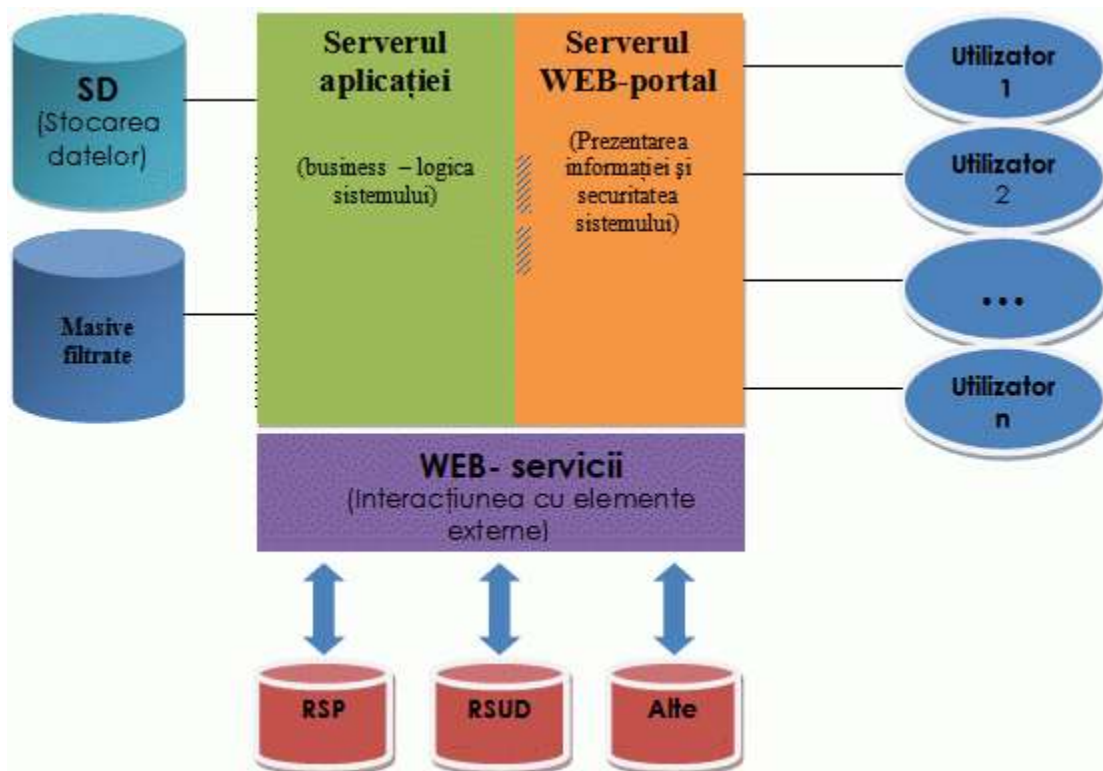 SD
(Stocarea
datelor)
Masive
filtrate
Serverul
aplicației
(business – logica
sistemului)
Serverul
WEB-portal
(Prezentarea
informației şi
securitatea
sistemului)
Utilizator
1
Utilizator
2
...
Utilizator
n
WEB- servicii
(Interacțiunea cu elemente
externe)
RSP
RSUD
Alte